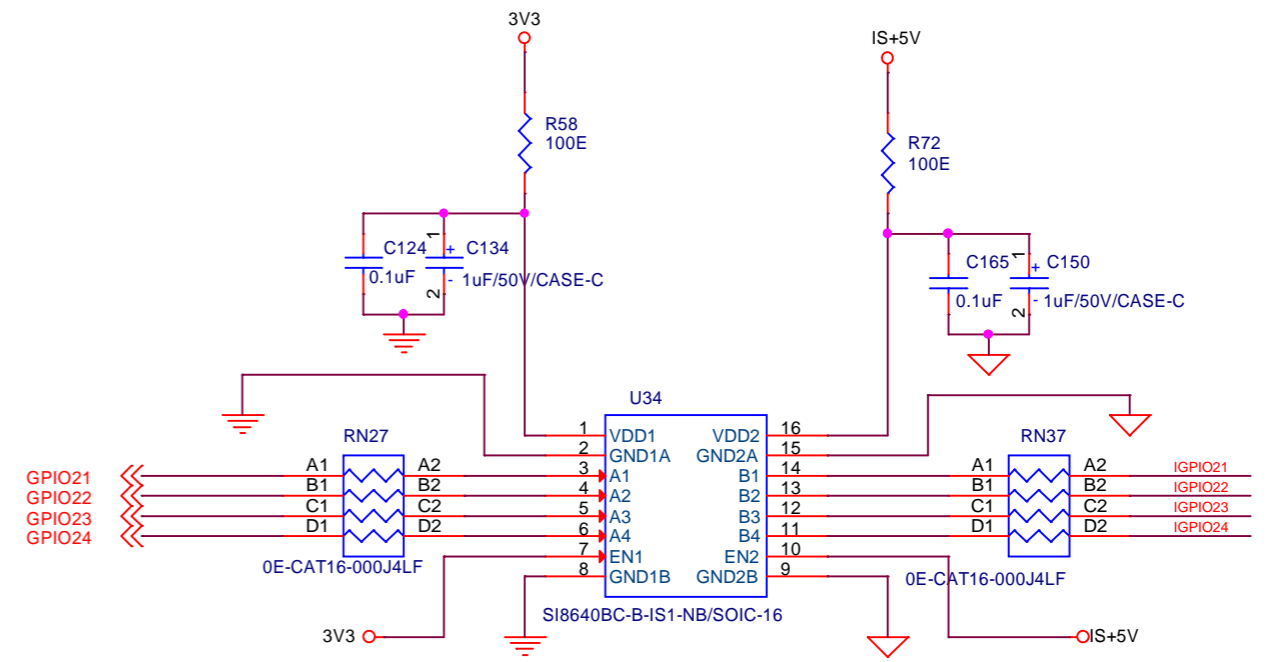 3V3
IS+5V
R58
100E
R72
100E
1
+
C124
C134
0.1uF
-
1uF/50V/CASE-C
2
1
+
C165
C150
0.1uF
-
1uF/50V/CASE-C
2
U34
RN27
RN37
1
VDD1
VDD2
16
2
GND1A
GND2A
15
GPIO21
A1
A2
3
A1
B1
14
A1
A2
IGPIO21
GPIO22
B1
B2
4
A2
B2
13
B1
B2
IGPIO22
GPIO23
C1
C2
5
A3
B3
12
C1
C2
IGPIO23
GPIO24
D1
D2
6
A4
B4
11
D1
D2
IGPIO24
7
EN1
EN2
10
8
GND1B
GND2B
9
0E-CAT16-000J4LF
0E-CAT16-000J4LF
SI8640BC-B-IS1-NB/SOIC-16
3V3
IS+5V